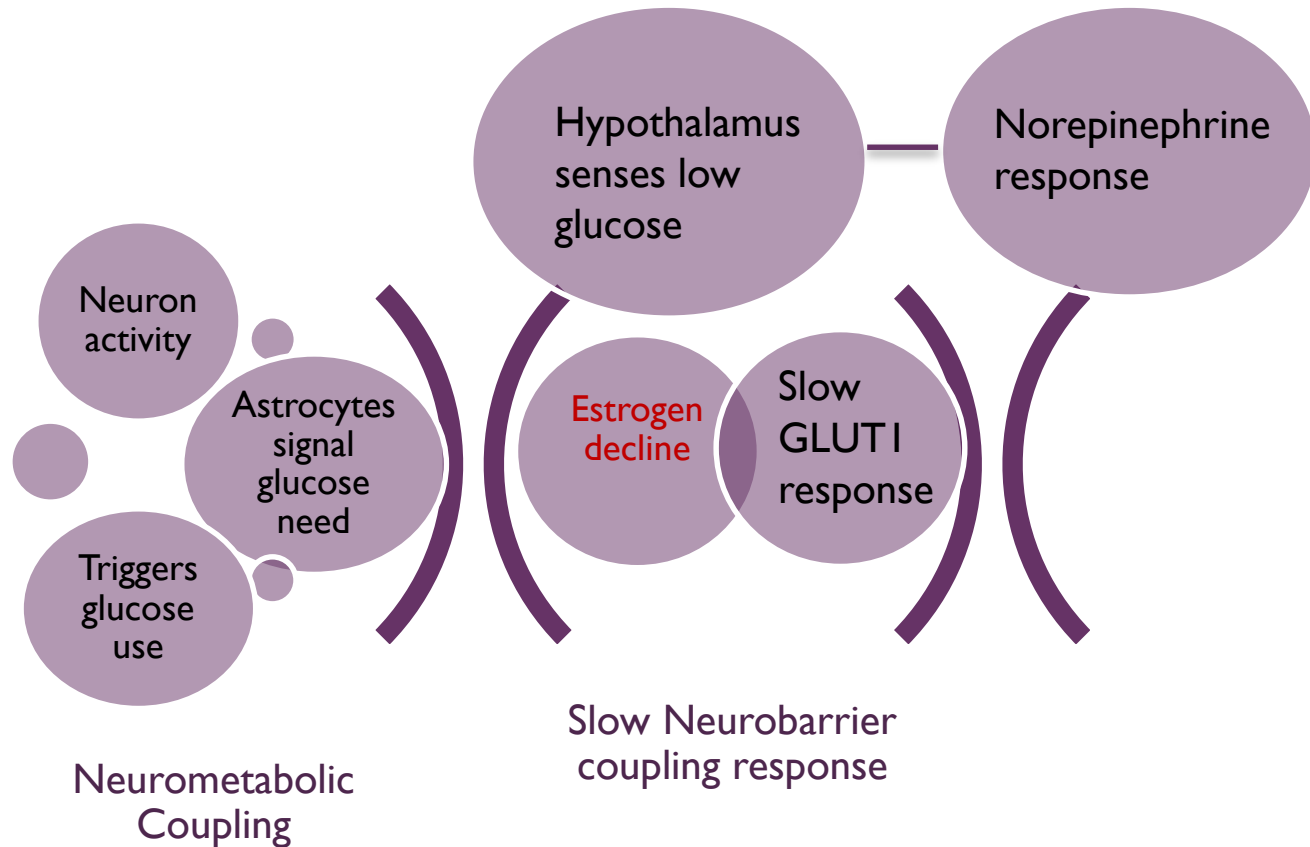 Hypothalamus
senses low
glucose
Norepinephrine
response
Neuron
activity
Astrocytes
signal
glucose
need
Triggers
glucose
use
Estrogen
decline
Slow
GLUT1
response
Slow Neurobarrier
coupling response
Neurometabolic
Coupling